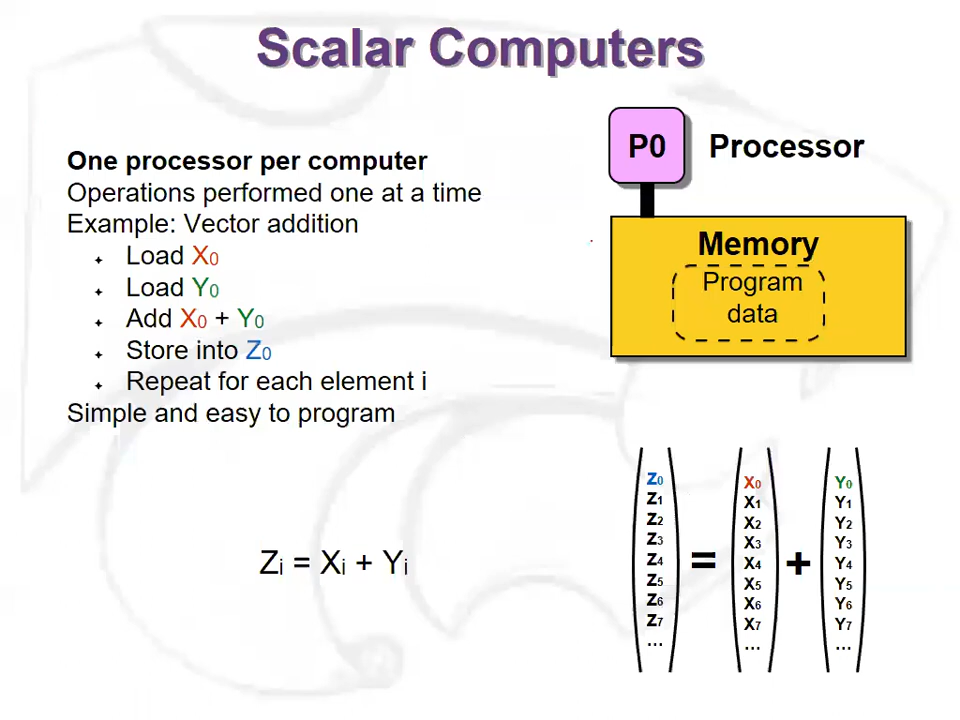 Scalar Computers
One processor per computer
Operations performed one at a time
Example: Vector addition
Load X0
Load Y0
Add X0 + Y0
Store into Z0
Repeat for each element i
Simple and easy to program
Zi = Xi + Yi
P0 Processor
Memory
Program
data
Z0 X0 Y0
Z1 X1 Y1
Z2 X2 Y2
Z3 X3 Y3
Z4 = X4 + Y4
Z5 X5 Y5
Z6 X6 Y6
Z7 X7 Y7
... ... ...